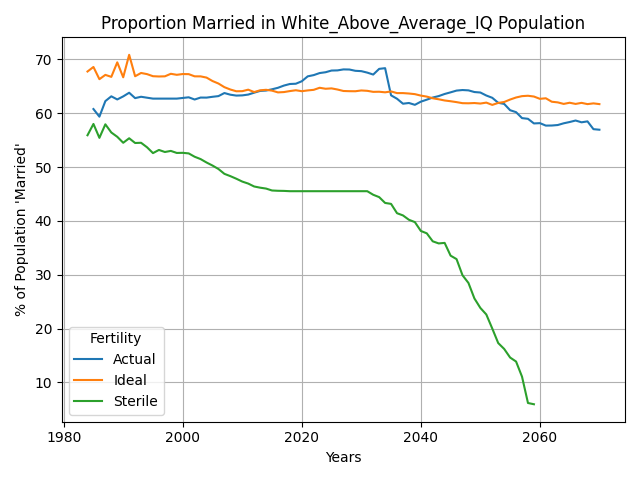 Proportion Married in White_Above_Average_IQ Population
% of Population 'Married'
70
60
50
40
30
20
10
Fertility
Actual
Ideal
Sterile
1980
2000
2020
2040
2060
Years